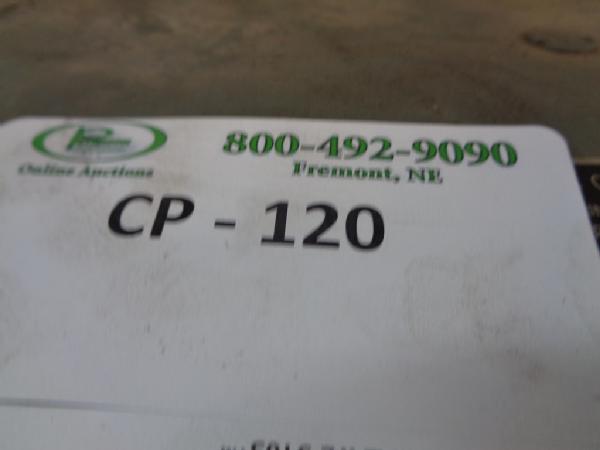 800-492-9090
Online Auctions
Fremont, NE
CP - 120